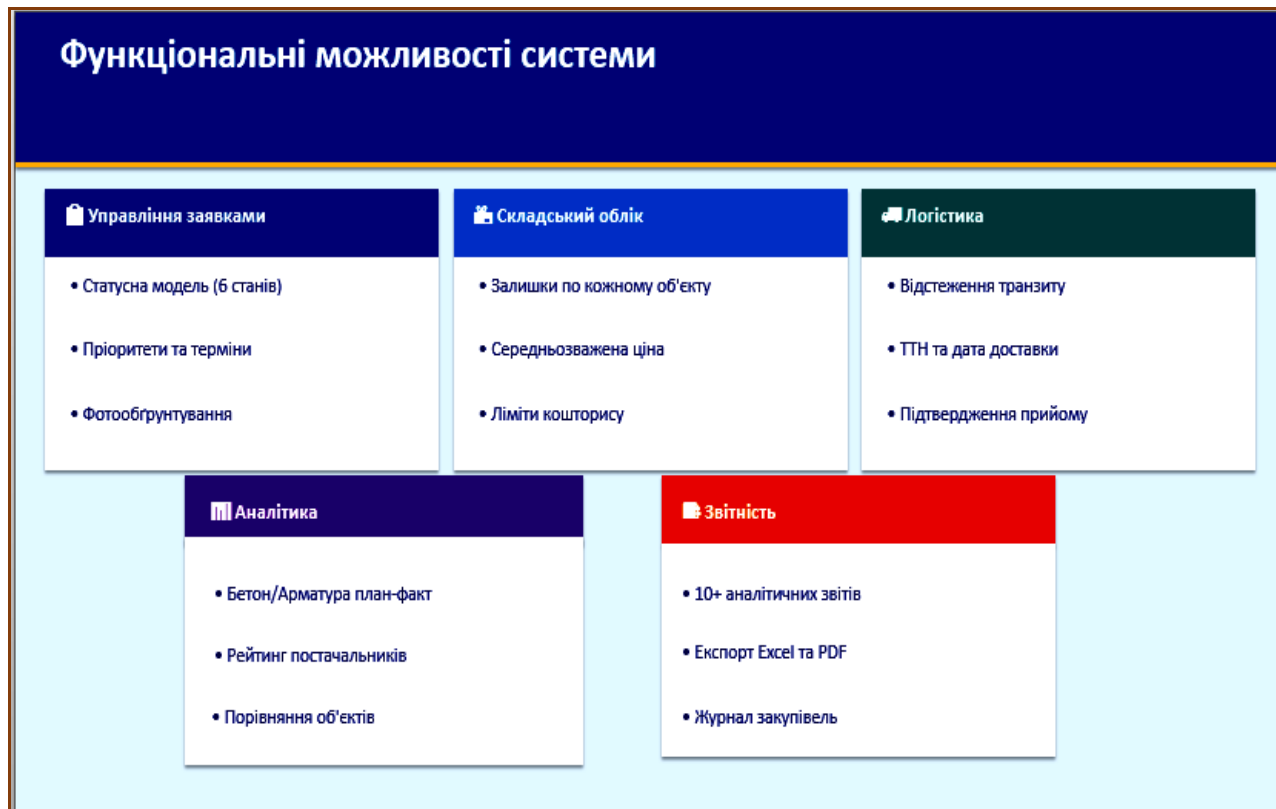 Функціональні можливості системи
Управління заявками
• Статусна модель (6 станів)
• Пріоритети та терміни
• Фотообґрунтування
Складський облік
• Залишки по кожному об'єкту
• Середньозважена ціна
• Ліміти кошторису
Логістика
• Відстеження транзиту
• ТТН та дата доставки
• Підтвердження прийому
Аналітика
• Бетон/Арматура план-факт
• Рейтинг постачальників
• Порівняння об'єктів
Звітність
• 10+ аналітичних звітів
• Експорт Excel та PDF
• Журнал закупівель